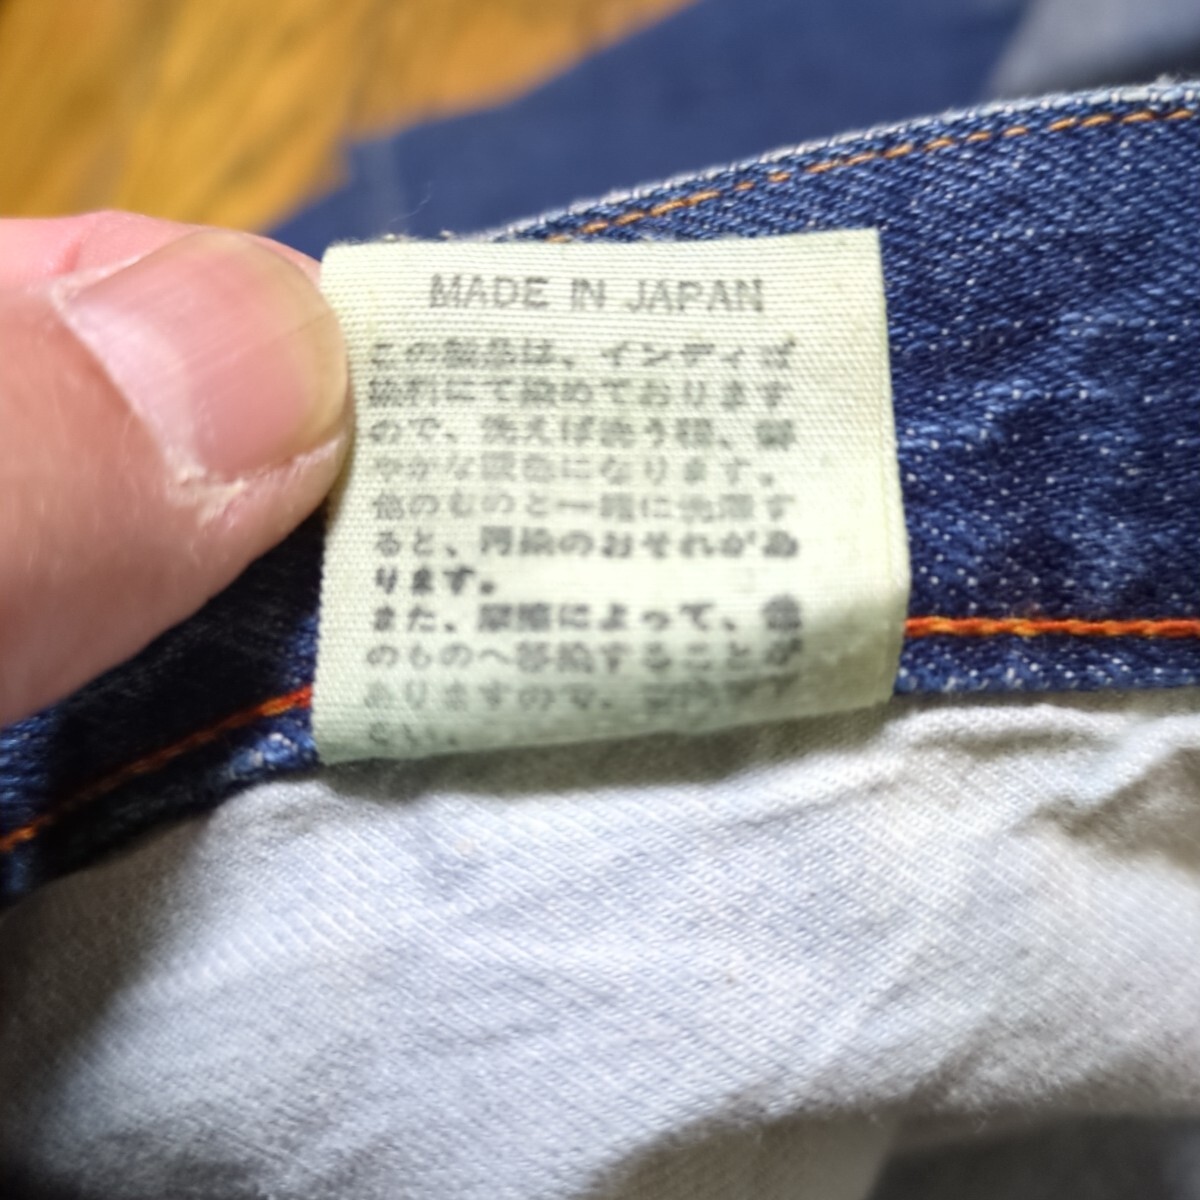 MADE IN JAPAN
この製品は、インディゴ
染料にて染めております
ので、洗えば洗う程、鮮
やかな藍色になります。
他のものと一緒に洗濯す
ると、汚染のおそれがあ
ります。
また、摩擦によって、他
のものへ移染することが
ありますので、
さい。